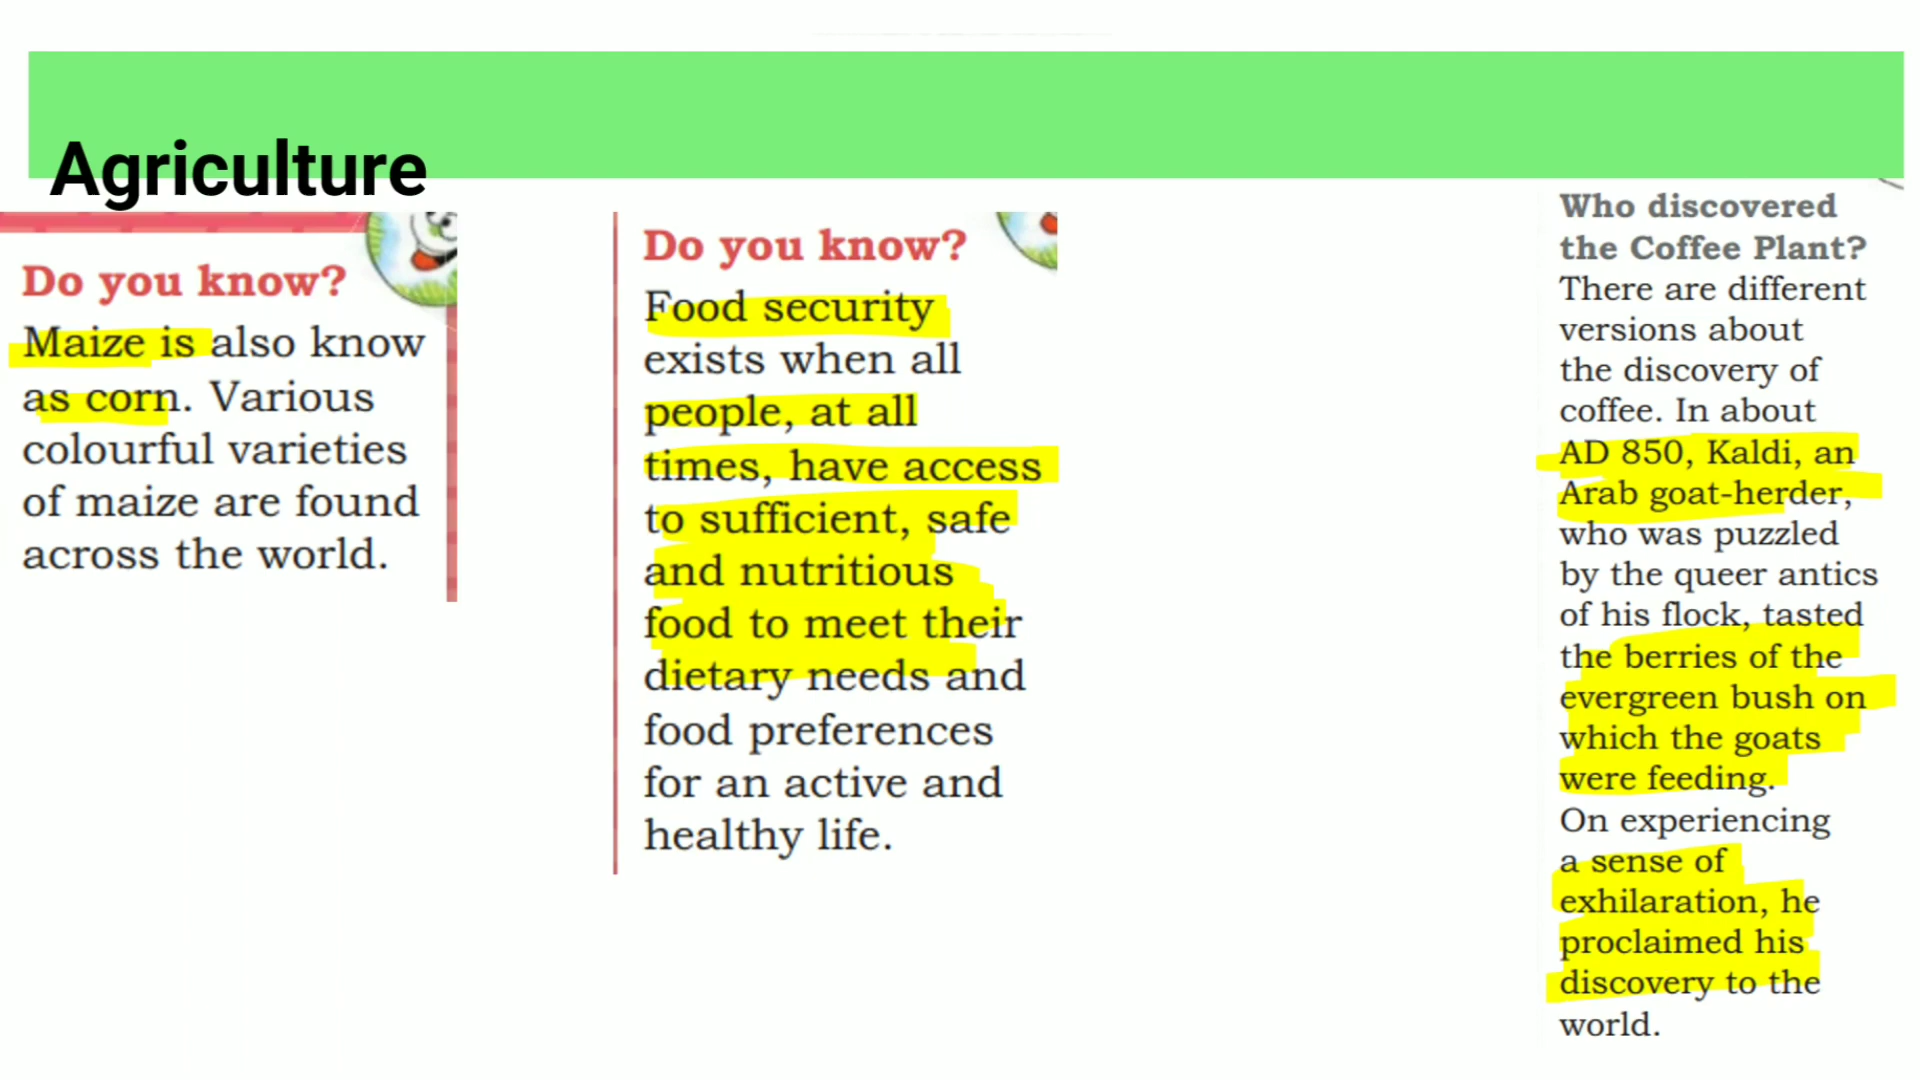 Agriculture
Do you know?
Maize is also know
as corn. Various
colourful varieties
of maize are found
across the world.
Do you know?
Food security
exists when all
people, at all
times, have access
to sufficient, safe
and nutritious
food to meet their
dietary needs and
food preferences
for an active and
healthy life.
Who discovered
the Coffee Plant?
There are different
versions about
the discovery of
coffee. In about
AD 850, Kaldi, an
Arab goat-herder,
who was puzzled
by the queer antics
of his flock, tasted
the berries of the
evergreen bush on
which the goats
were feeding.
On experiencing
a sense of
exhilaration, he
proclaimed his
discovery to the
world.